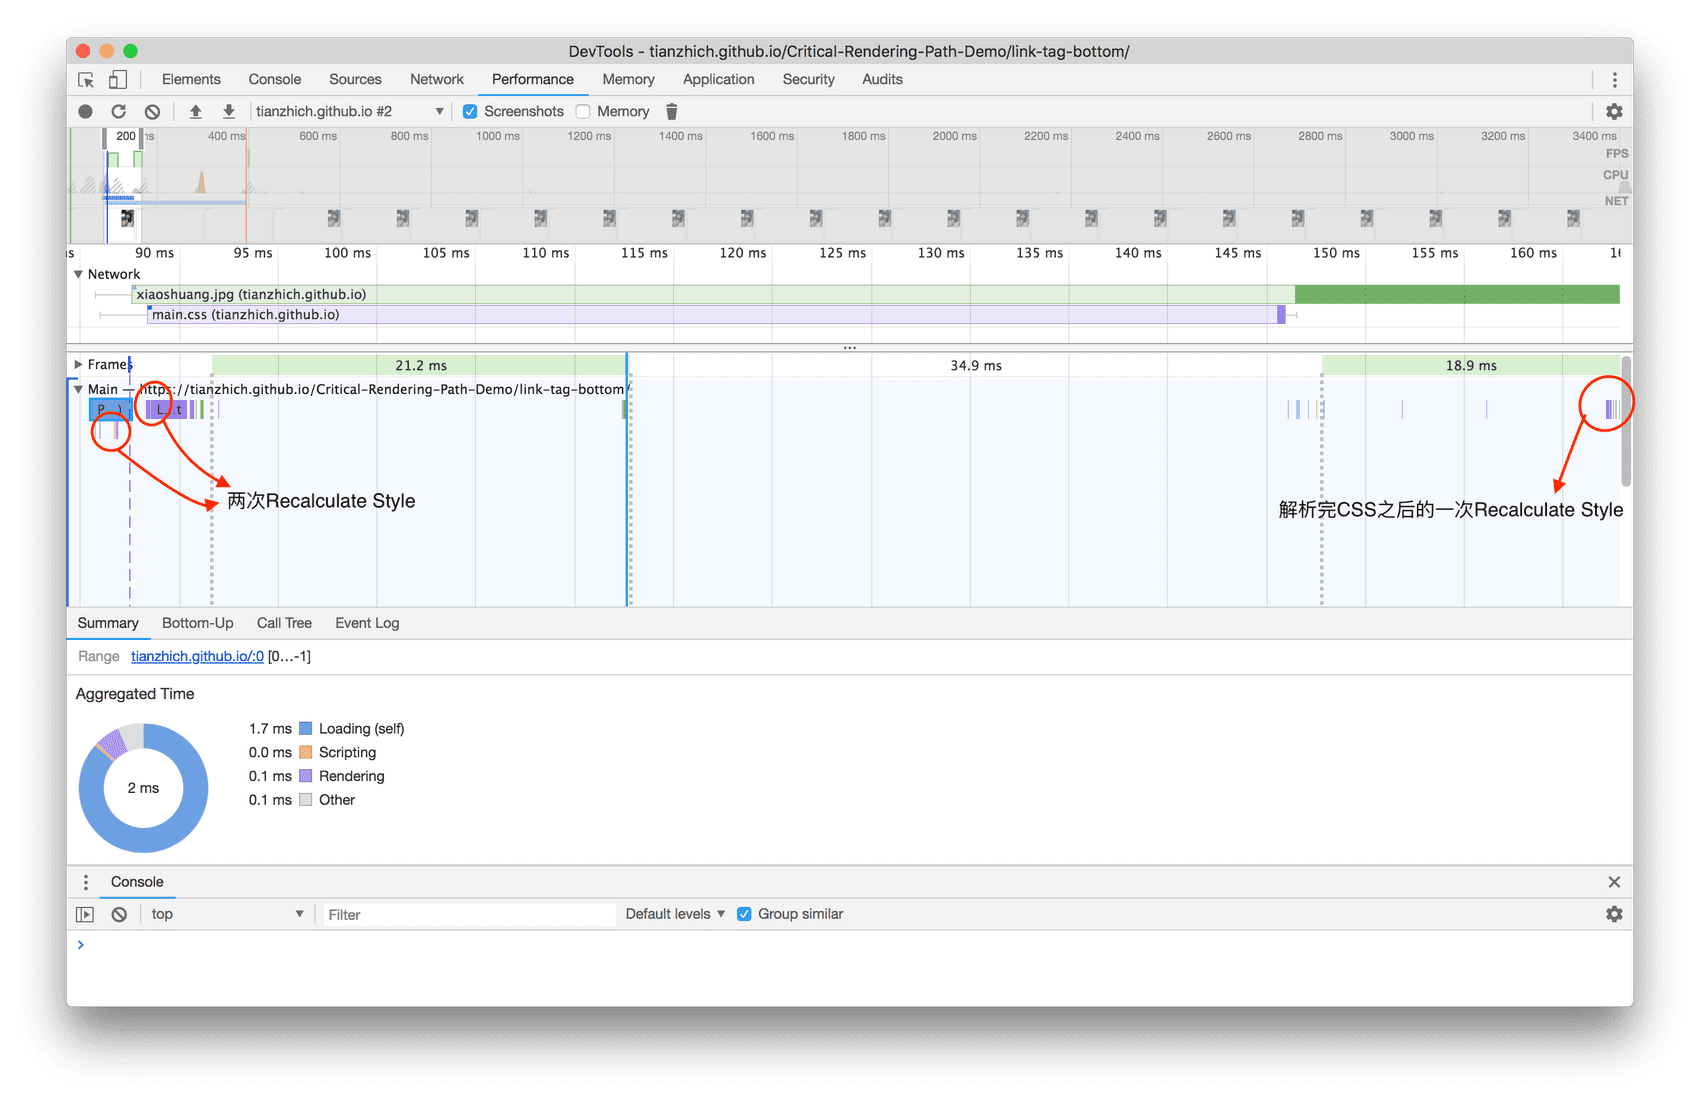 DevTools - tianzhich.github.io/Critical-Rendering-Path-Demo/link-tag-bottom/
Elements Console Sources Network Performance Memory Application Security Audits
tianzhich.github.io #2 Screenshots Memory
200 ms 400 ms 600 ms 800 ms 1000 ms 1200 ms 1400 ms 1600 ms 1800 ms 2000 ms 2200 ms 2400 ms 2600 ms 2800 ms 3000 ms 3200 ms 3400 ms
FPS
CPU
NET
90 ms 95 ms 100 ms 105 ms 110 ms 115 ms 120 ms 125 ms 130 ms 135 ms 140 ms 145 ms 150 ms 155 ms 160 ms
Network
xiaoshuang.jpg (tianzhich.github.io)
main.css (tianzhich.github.io)
Frames 21.2 ms 34.9 ms 18.9 ms
Main — https://tianzhich.github.io/Critical-Rendering-Path-Demo/link-tag-bottom/
P...) L...t
两次Recalculate Style
解析完CSS之后的一次Recalculate Style
Summary Bottom-Up Call Tree Event Log
Range tianzhich.github.io/:0 [0…-1]
Aggregated Time
2 ms
1.7 ms Loading (self)
0.0 ms Scripting
0.1 ms Rendering
0.1 ms Other
Console
top Filter Default levels Group similar